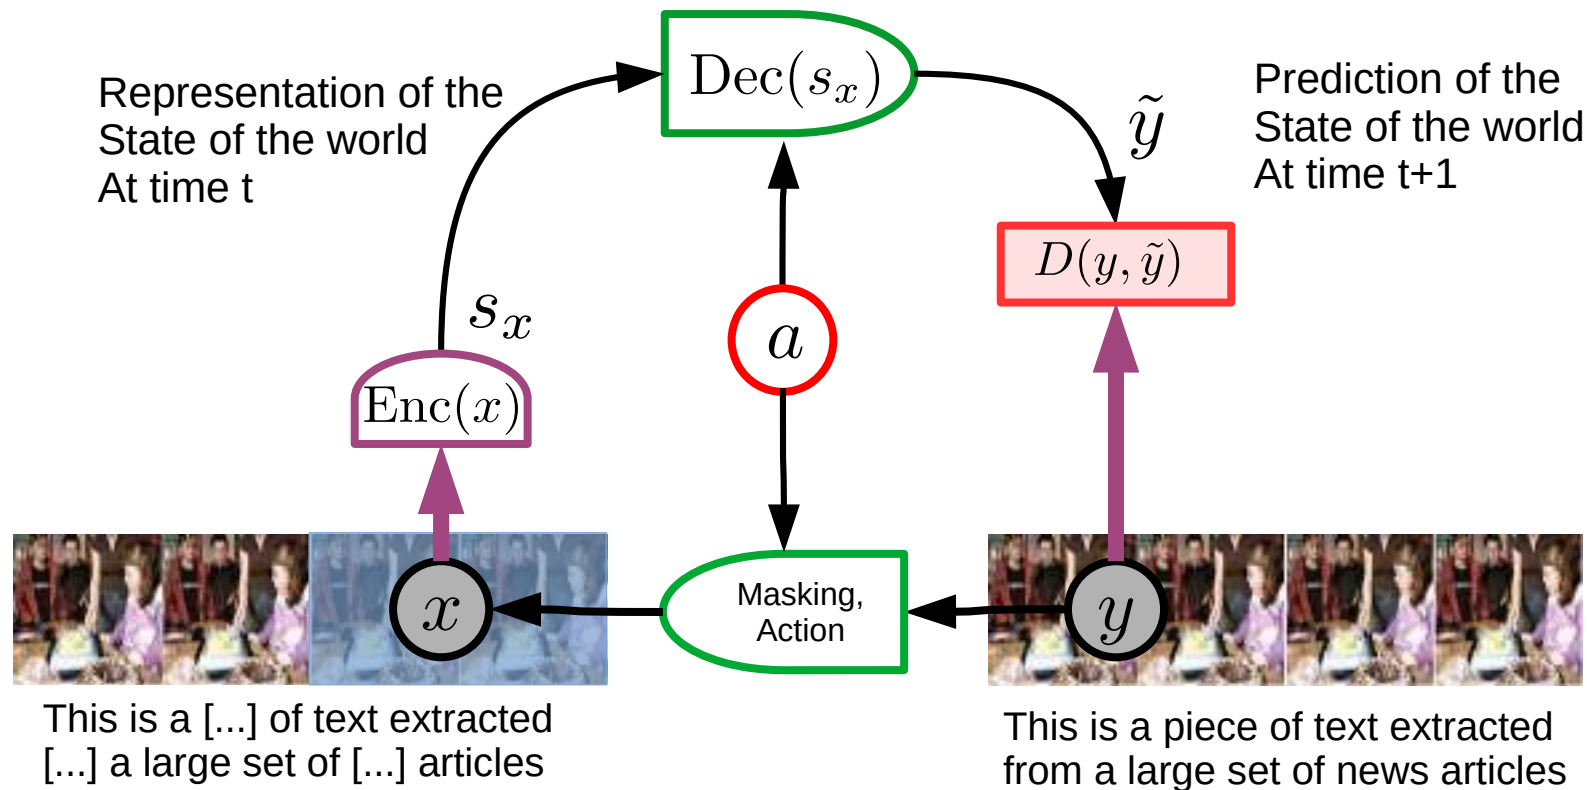 Dec(s_x)
Representation of the
State of the world
At time t
ỹ
Prediction of the
State of the world
At time t+1
D(y, ỹ)
s_x
a
Enc(x)
x
Masking,
Action
y
This is a [...] of text extracted
[...] a large set of [...] articles
This is a piece of text extracted
from a large set of news articles